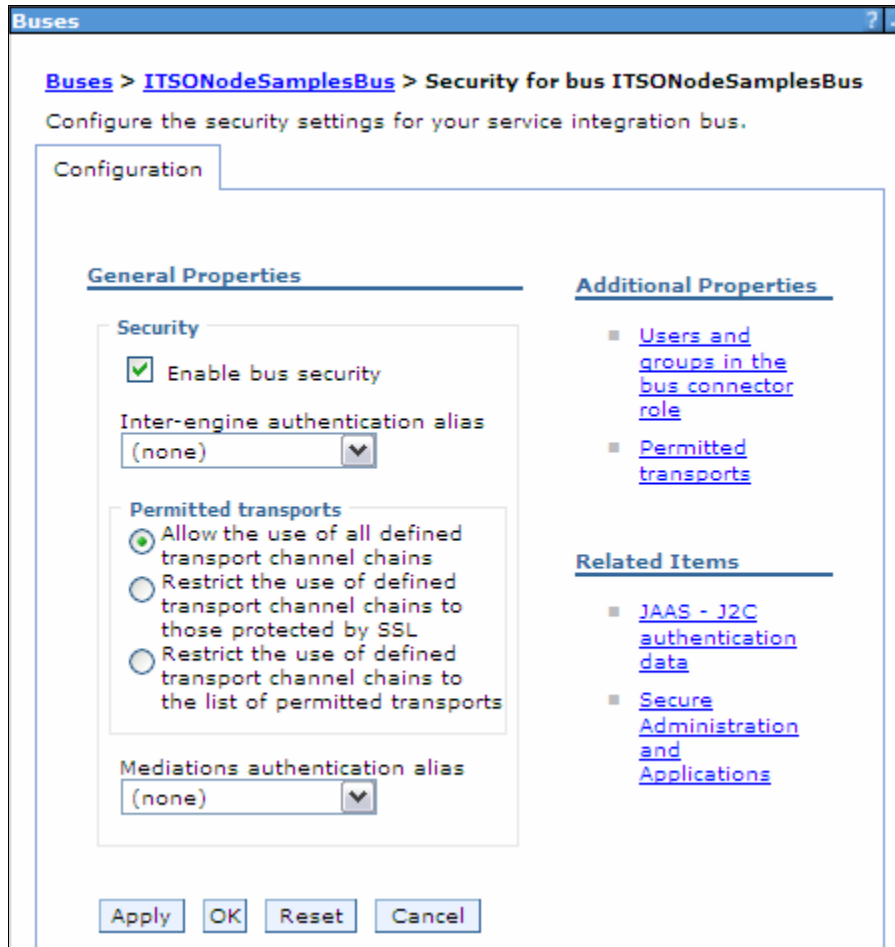 Buses
?
Buses > ITSONodeSamplesBus > Security for bus ITSONodeSamplesBus
Configure the security settings for your service integration bus.
Configuration
General Properties
Security
Enable bus security
Inter-engine authentication alias
(none)
Permitted transports
Allow the use of all defined
transport channel chains
Restrict the use of defined
transport channel chains to
those protected by SSL
Restrict the use of defined
transport channel chains to
the list of permitted transports
Mediations authentication alias
(none)
Apply
OK
Reset
Cancel
Additional Properties
Users and
groups in the
bus connector
role
Permitted
transports
Related Items
JAAS - J2C
authentication
data
Secure
Administration
and
Applications